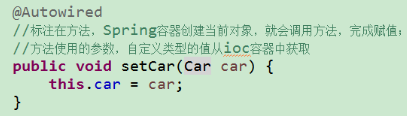 @Autowired
//标注在方法，Spring容器创建当前对象，就会调用方法，完成赋值；
//方法使用的参数，自定义类型的值从ioc容器中获取
public void setCar(Car car) {
this.car = car;
}